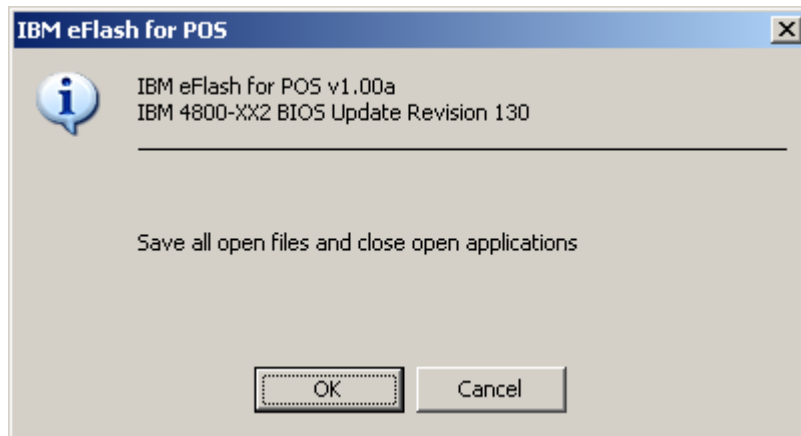 IBM eFlash for POS
IBM eFlash for POS v1.00a
IBM 4800-XX2 BIOS Update Revision 130
Save all open files and close open applications
OK
Cancel